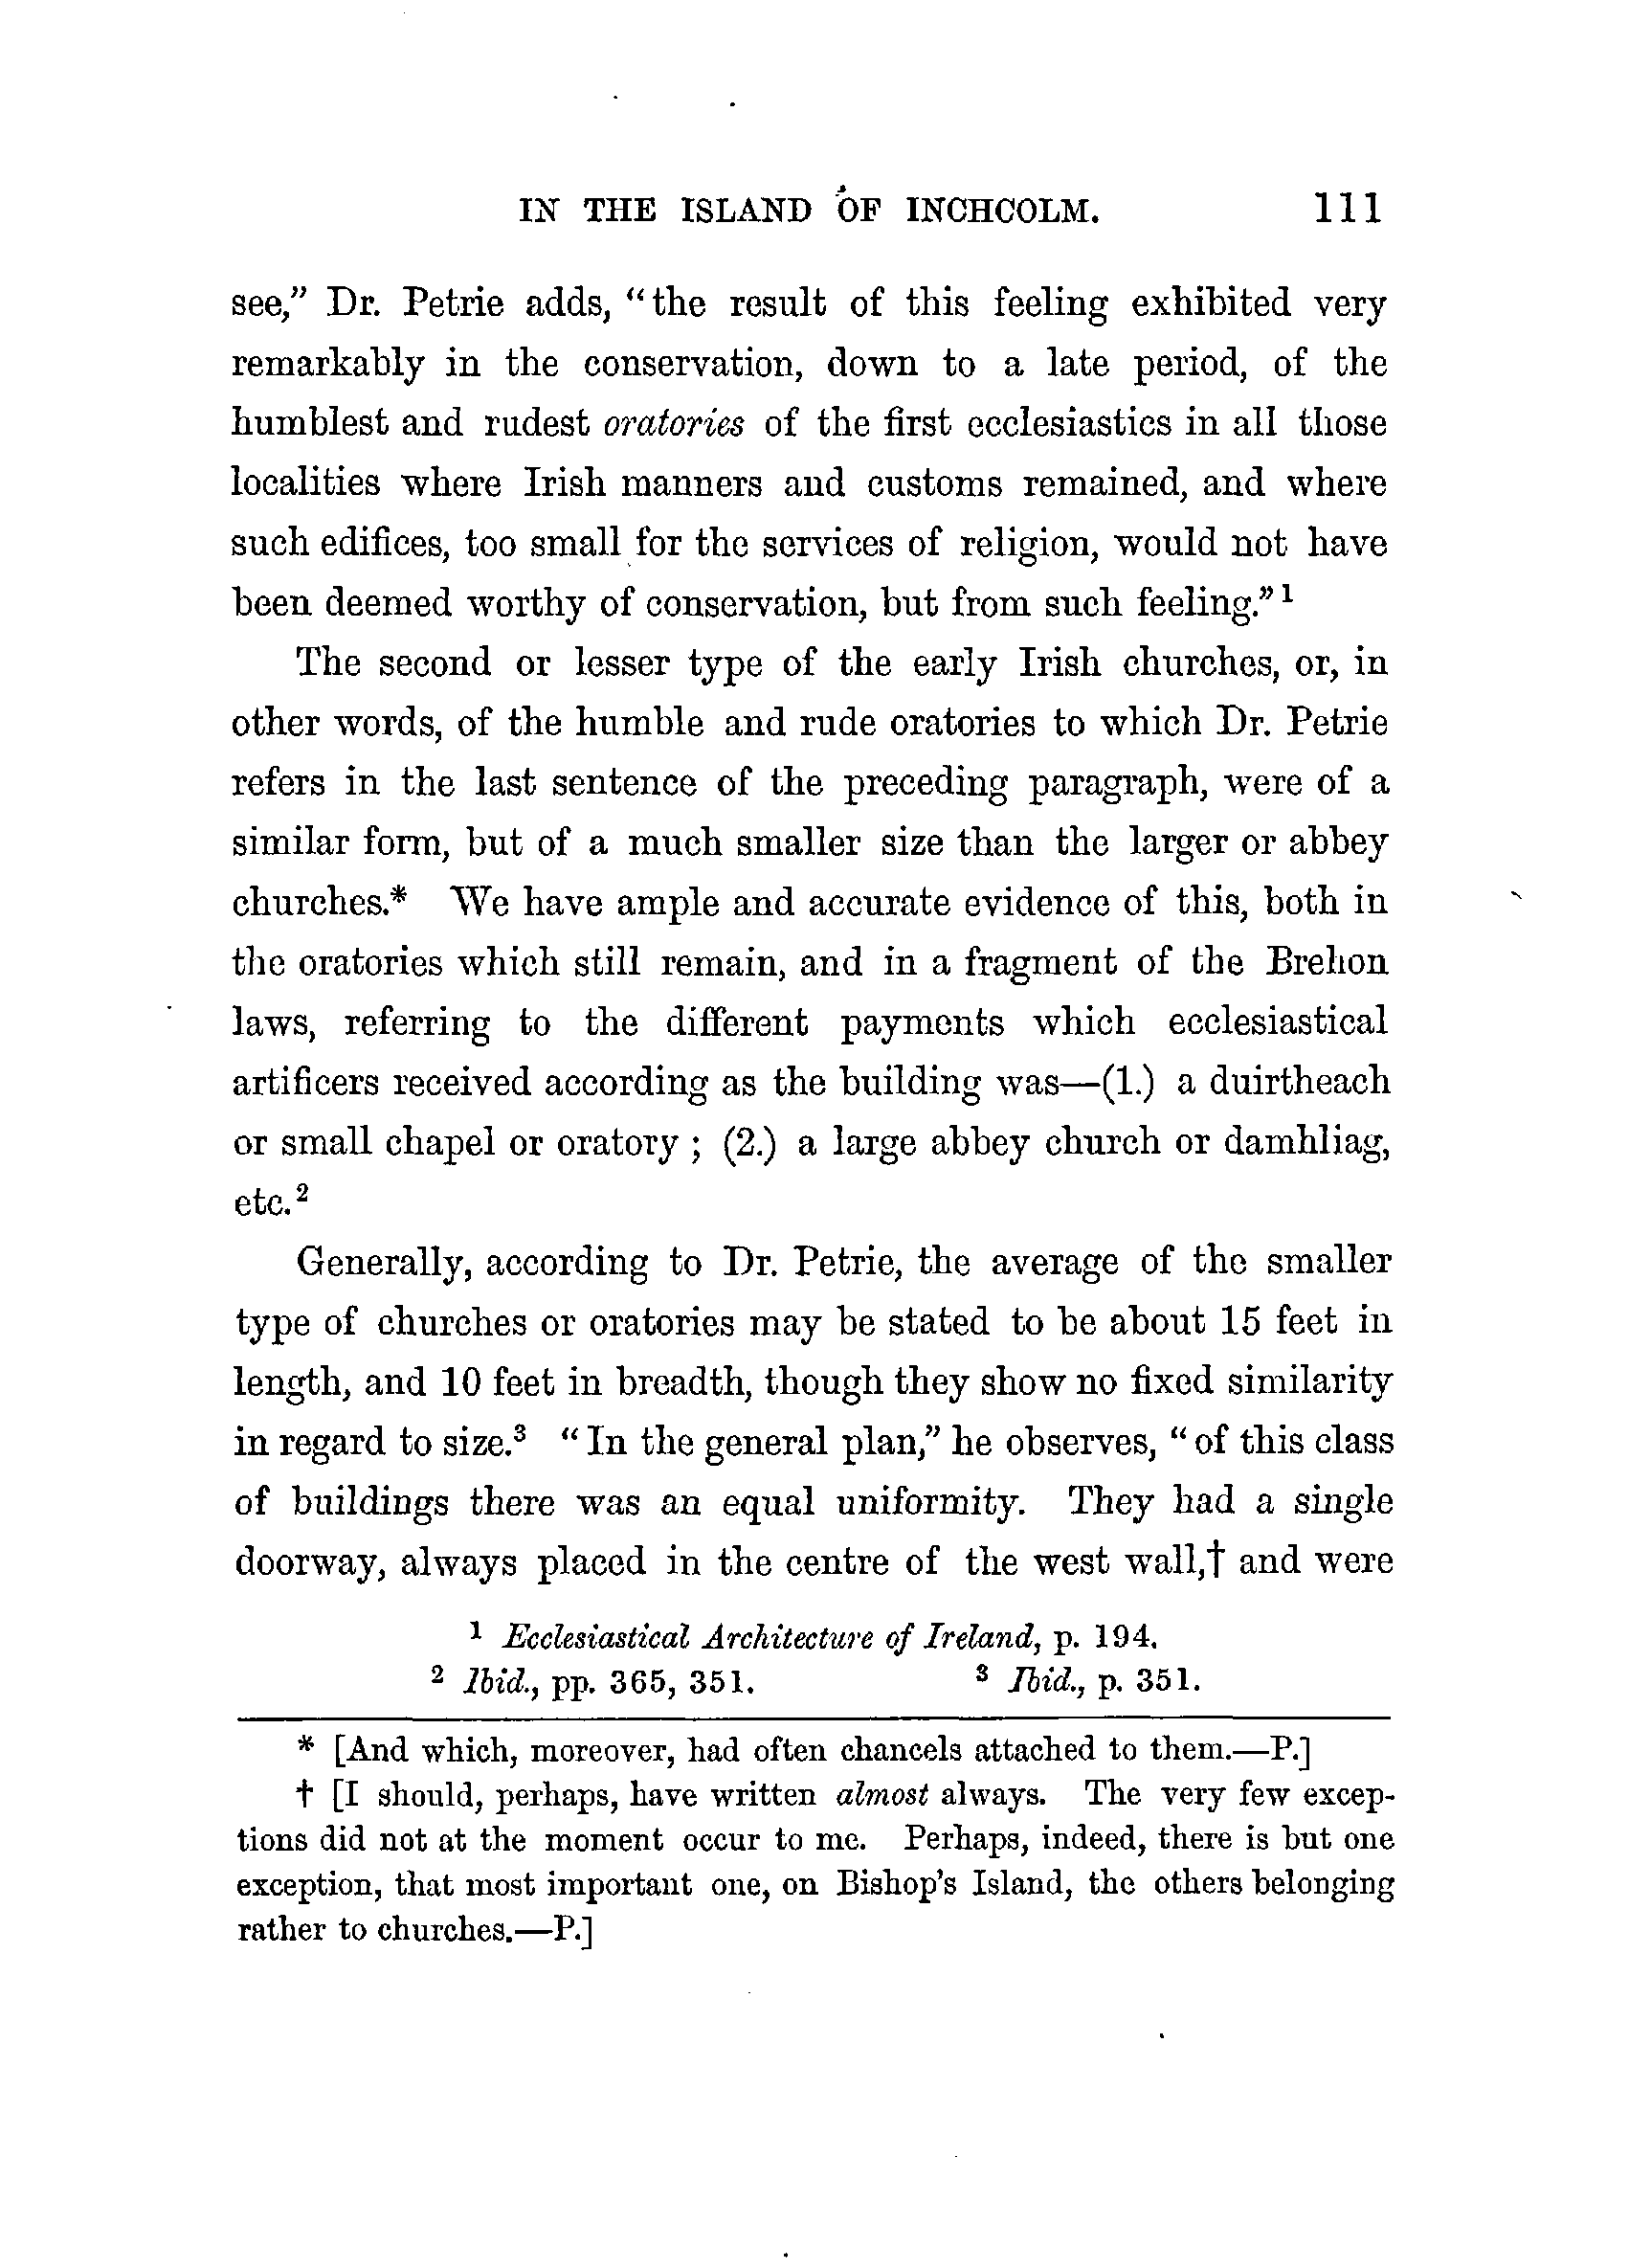 IN THE ISLAND OF INCHCOLM. 111
see,” Dr. Petrie adds, “the result of this feeling exhibited very
remarkably in the conservation, down to a late period, of the
humblest and rudest oratories of the first ecclesiastics in all those
localities where Irish manners and customs remained, and where
such edifices, too small for the services of religion, would not have
been deemed worthy of conservation, but from such feeling.”¹
The second or lesser type of the early Irish churches, or, in
other words, of the humble and rude oratories to which Dr. Petrie
refers in the last sentence of the preceding paragraph, were of a
similar form, but of a much smaller size than the larger or abbey
churches.* We have ample and accurate evidence of this, both in
the oratories which still remain, and in a fragment of the Brehon
laws, referring to the different payments which ecclesiastical
artificers received according as the building was—(1.) a duirtheach
or small chapel or oratory ; (2.) a large abbey church or damhliag,
etc.²
Generally, according to Dr. Petrie, the average of the smaller
type of churches or oratories may be stated to be about 15 feet in
length, and 10 feet in breadth, though they show no fixed similarity
in regard to size.³ “In the general plan,” he observes, “of this class
of buildings there was an equal uniformity. They had a single
doorway, always placed in the centre of the west wall,† and were
¹ Ecclesiastical Architecture of Ireland, p. 194.
² Ibid., pp. 365, 351. ³ Ibid., p. 351.
* [And which, moreover, had often chancels attached to them.—P.]
† [I should, perhaps, have written almost always. The very few excep-
tions did not at the moment occur to me. Perhaps, indeed, there is but one
exception, that most important one, on Bishop's Island, the others belonging
rather to churches.—P.]